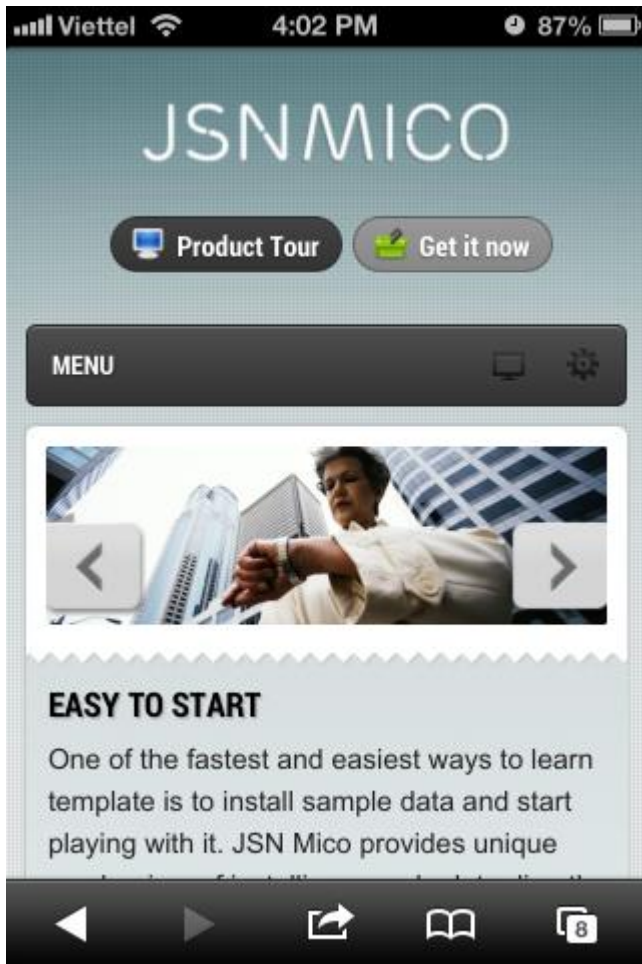 Viettel 4:02 PM 87%
JSN MICO
Product Tour Get it now
MENU
EASY TO START
One of the fastest and easiest ways to learn
template is to install sample data and start
playing with it. JSN Mico provides unique
8